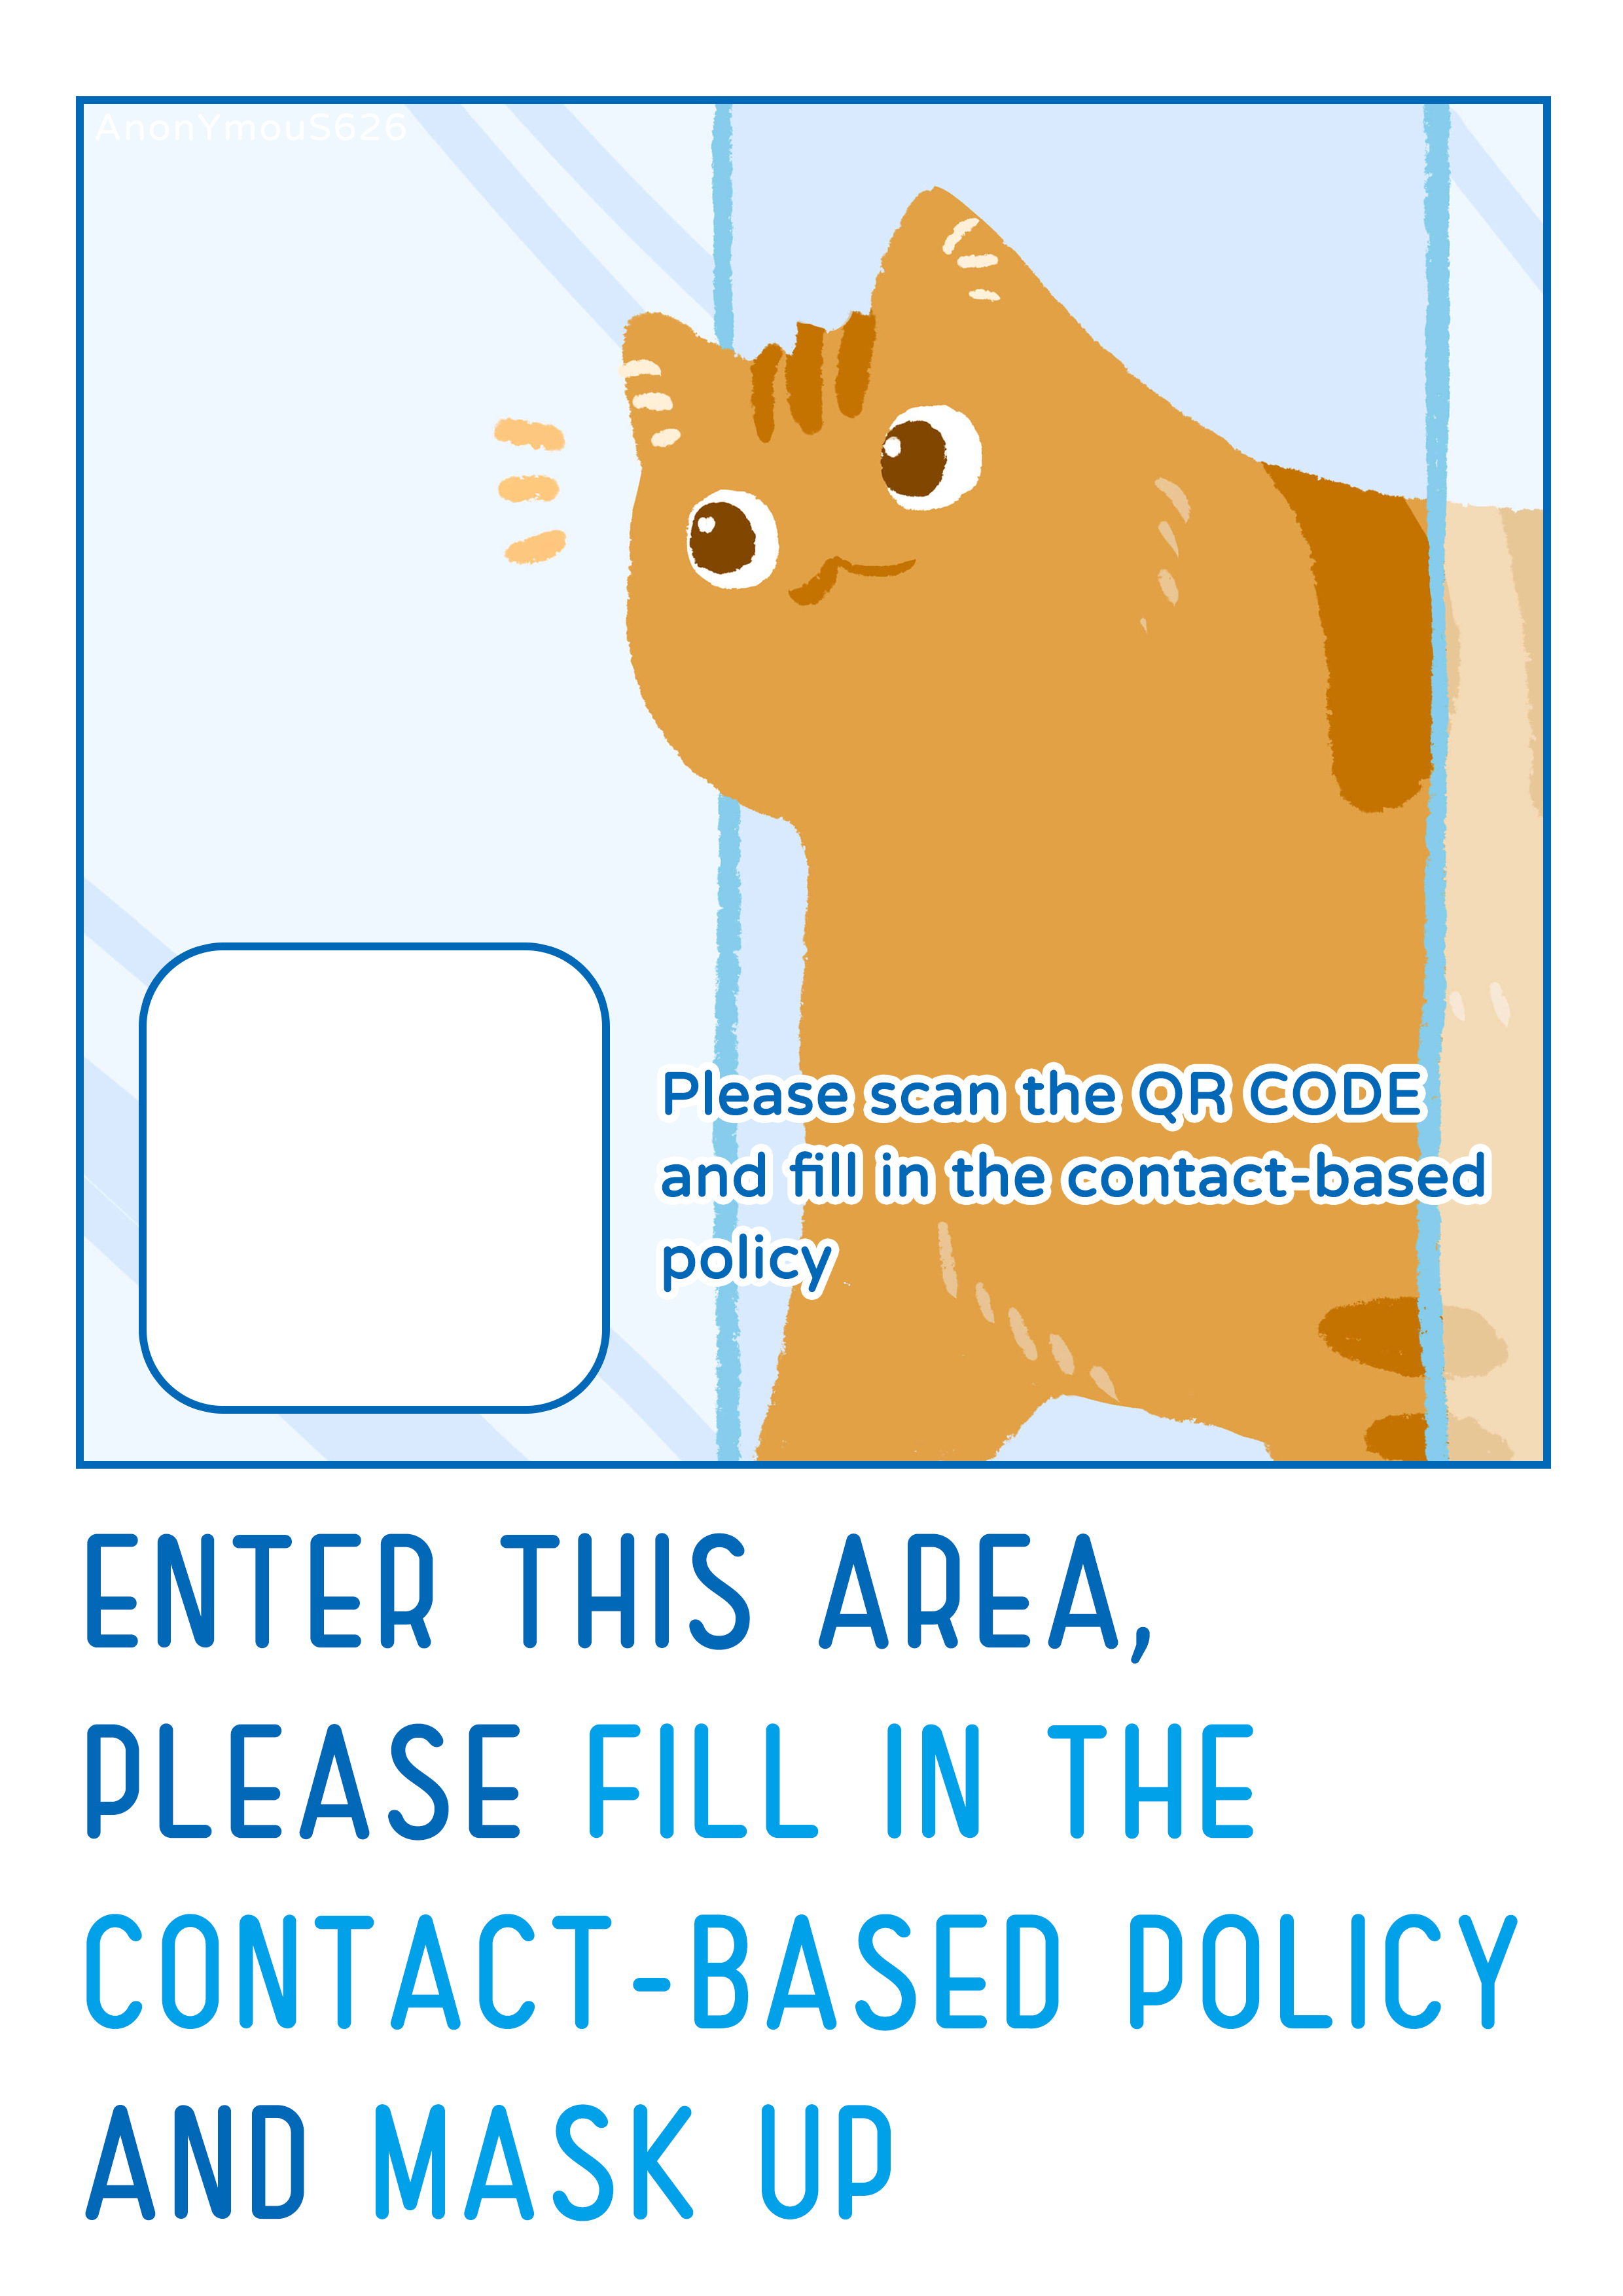 AnonYmouS626
Please scan the QR CODE
and fill in the contact-based
policy
ENTER THIS AREA,
PLEASE FILL IN THE
CONTACT-BASED POLICY
AND MASK UP